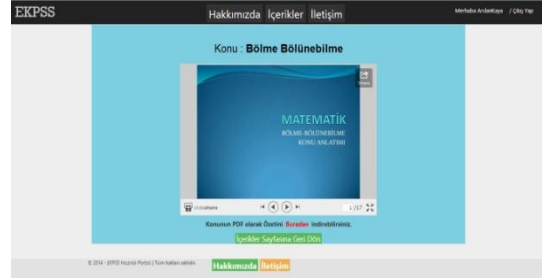 EKPSS
Hakkımızda İçerikler İletişim
Merhaba ArslanKaya / Çıkış Yap
Konu : Bölme Bölünebilme
MATEMATİK
BÖLME-BÖLÜNEBİLME
KONU ANLATIMI
1 /17
Konunun PDF olarak Özetini Buradan indirebilirsiniz.
İçerikler Sayfasına Geri Dön
© 2014 - EKPSS Hazırlık Portalı | Tüm hakları saklıdır.
Hakkımızda İletişim